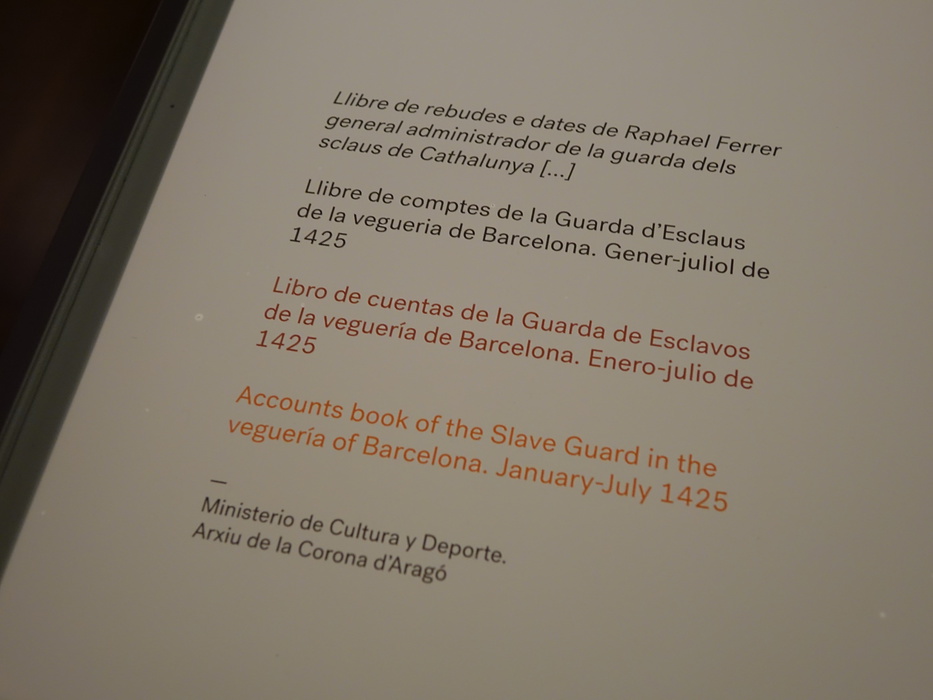 Llibre de rebudes e dates de Raphael Ferrer
general administrador de la guarda dels
sclaus de Cathalunya [...]
Llibre de comptes de la Guarda d'Esclaus
de la vegueria de Barcelona. Gener-juliol de
1425
Libro de cuentas de la Guarda de Esclavos
de la veguería de Barcelona. Enero-julio de
1425
Accounts book of the Slave Guard in the
veguería of Barcelona. January-July 1425
—
Ministerio de Cultura y Deporte.
Arxiu de la Corona d'Aragó